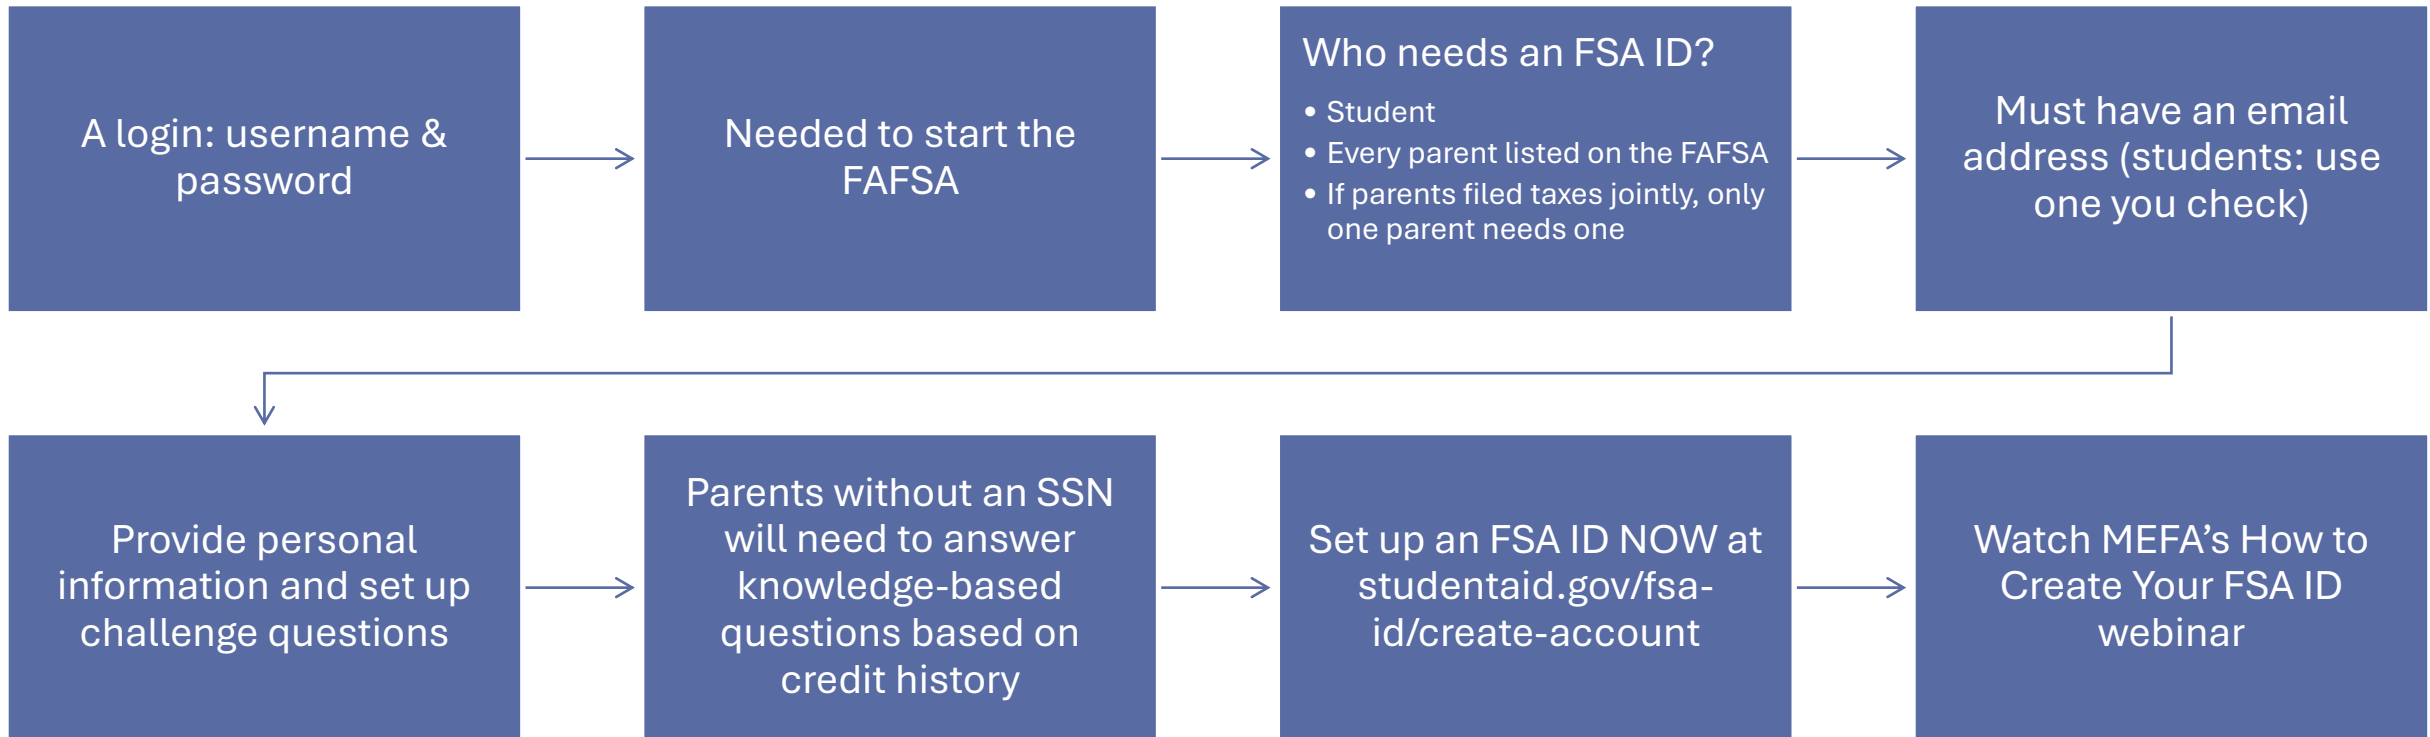 A login: username &
password
Needed to start the
FAFSA
Who needs an FSA ID?
• Student
• Every parent listed on the FAFSA
• If parents filed taxes jointly, only
one parent needs one
Must have an email
address (students: use
one you check)
Provide personal
information and set up
challenge questions
Parents without an SSN
will need to answer
knowledge-based
questions based on
credit history
Set up an FSA ID NOW at
studentaid.gov/fsa-
id/create-account
Watch MEFA’s How to
Create Your FSA ID
webinar